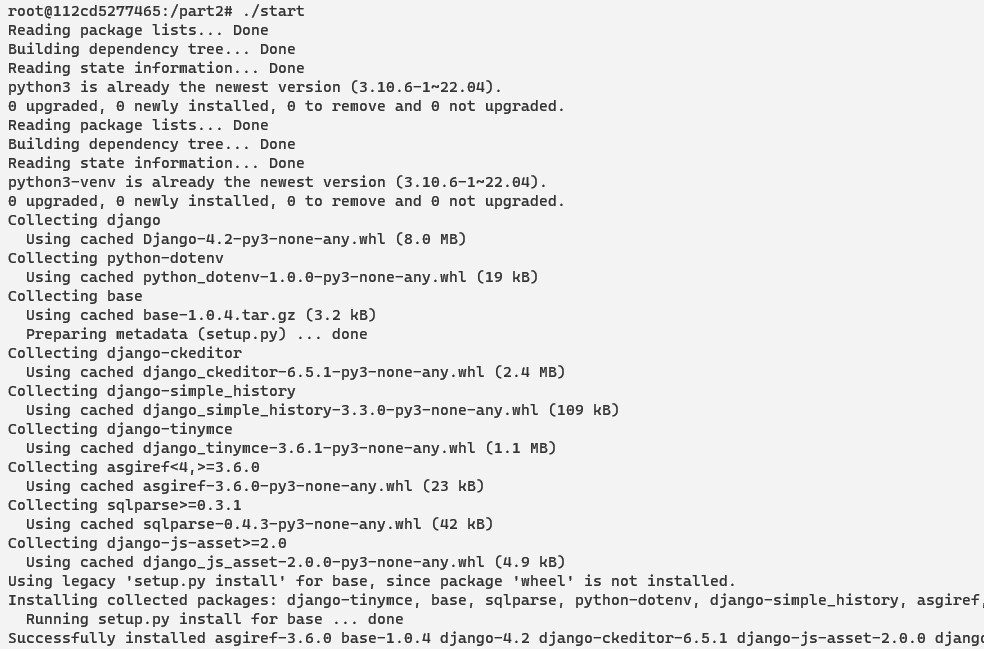 root@112cd5277465:/part2# ./start
Reading package lists... Done
Building dependency tree... Done
Reading state information... Done
python3 is already the newest version (3.10.6-1~22.04).
0 upgraded, 0 newly installed, 0 to remove and 0 not upgraded.
Reading package lists... Done
Building dependency tree... Done
Reading state information... Done
python3-venv is already the newest version (3.10.6-1~22.04).
0 upgraded, 0 newly installed, 0 to remove and 0 not upgraded.
Collecting django
  Using cached Django-4.2-py3-none-any.whl (8.0 MB)
Collecting python-dotenv
  Using cached python_dotenv-1.0.0-py3-none-any.whl (19 kB)
Collecting base
  Using cached base-1.0.4.tar.gz (3.2 kB)
  Preparing metadata (setup.py) ... done
Collecting django-ckeditor
  Using cached django_ckeditor-6.5.1-py3-none-any.whl (2.4 MB)
Collecting django-simple_history
  Using cached django_simple_history-3.3.0-py3-none-any.whl (109 kB)
Collecting django-tinymce
  Using cached django_tinymce-3.6.1-py3-none-any.whl (1.1 MB)
Collecting asgiref<4,>=3.6.0
  Using cached asgiref-3.6.0-py3-none-any.whl (23 kB)
Collecting sqlparse>=0.3.1
  Using cached sqlparse-0.4.3-py3-none-any.whl (42 kB)
Collecting django-js-asset>=2.0
  Using cached django_js_asset-2.0.0-py3-none-any.whl (4.9 kB)
Using legacy 'setup.py install' for base, since package 'wheel' is not installed.
Installing collected packages: django-tinymce, base, sqlparse, python-dotenv, django-simple_history, asgiref,
  Running setup.py install for base ... done
Successfully installed asgiref-3.6.0 base-1.0.4 django-4.2 django-ckeditor-6.5.1 django-js-asset-2.0.0 django